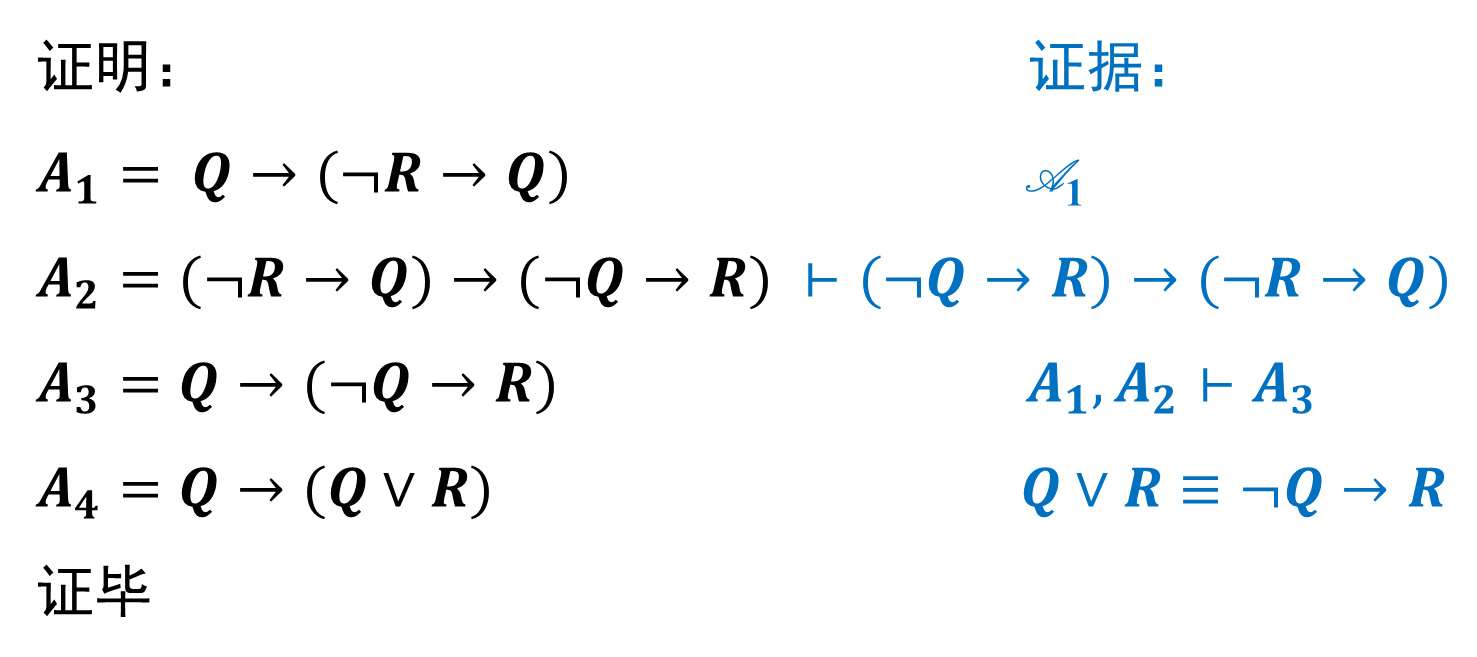 证明： 证据：
A₁ = Q → (¬R → Q) 𝒜₁
A₂ = (¬R → Q) → (¬Q → R) ⊢ (¬Q → R) → (¬R → Q)
A₃ = Q → (¬Q → R) A₁, A₂ ⊢ A₃
A₄ = Q → (Q ∨ R) Q ∨ R ≡ ¬Q → R
证毕